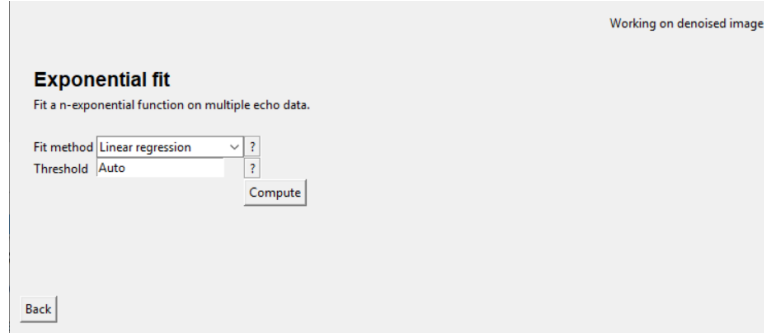 Working on denoised image
Exponential fit
Fit a n-exponential function on multiple echo data.
Fit method Linear regression ?
Threshold Auto ?
Compute
Back